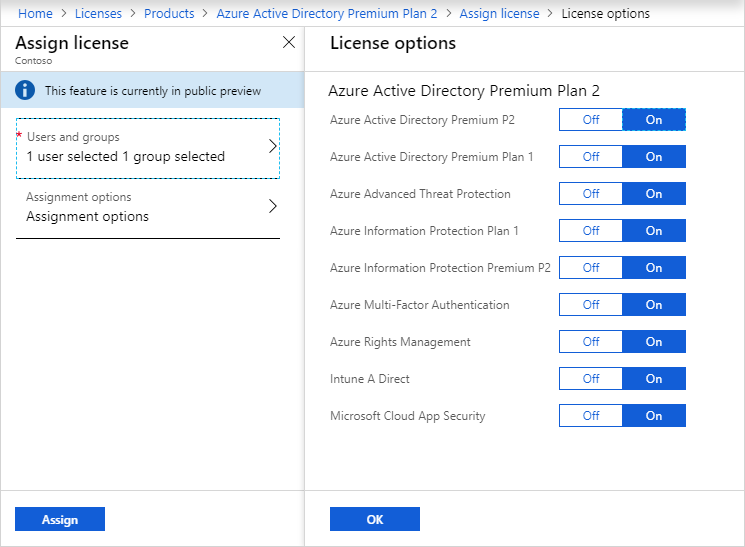 Home > Licenses > Products > Azure Active Directory Premium Plan 2 > Assign license > License options
Assign license
Contoso
This feature is currently in public preview
* Users and groups
1 user selected 1 group selected
Assignment options
Assignment options
Assign
License options
Azure Active Directory Premium Plan 2
Azure Active Directory Premium P2 Off On
Azure Active Directory Premium Plan 1 Off On
Azure Advanced Threat Protection Off On
Azure Information Protection Plan 1 Off On
Azure Information Protection Premium P2 Off On
Azure Multi-Factor Authentication Off On
Azure Rights Management Off On
Intune A Direct Off On
Microsoft Cloud App Security Off On
OK